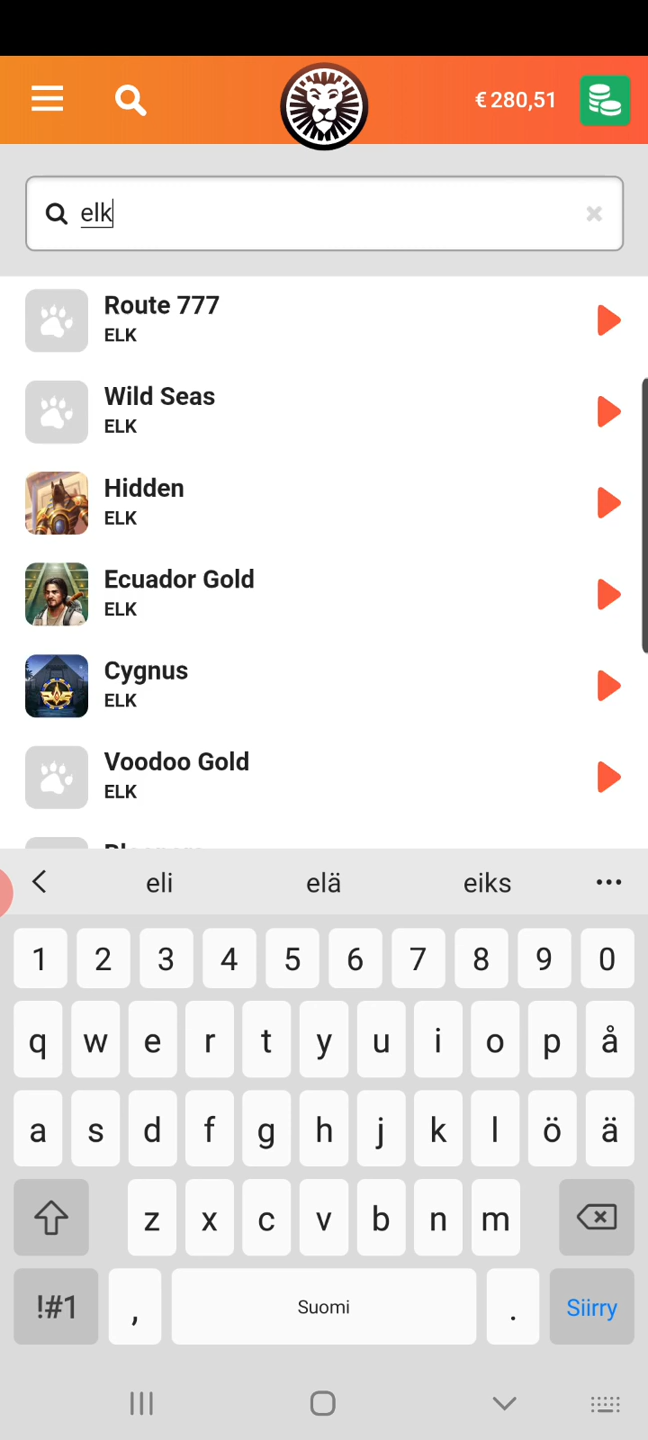 € 280,51
elk
Route 777
ELK
Wild Seas
ELK
Hidden
ELK
Ecuador Gold
ELK
Cygnus
ELK
Voodoo Gold
ELK
eli elä eiks
1 2 3 4 5 6 7 8 9 0
q w e r t y u i o p å
a s d f g h j k l ö ä
z x c v b n m
!#1 , Suomi . Siirry